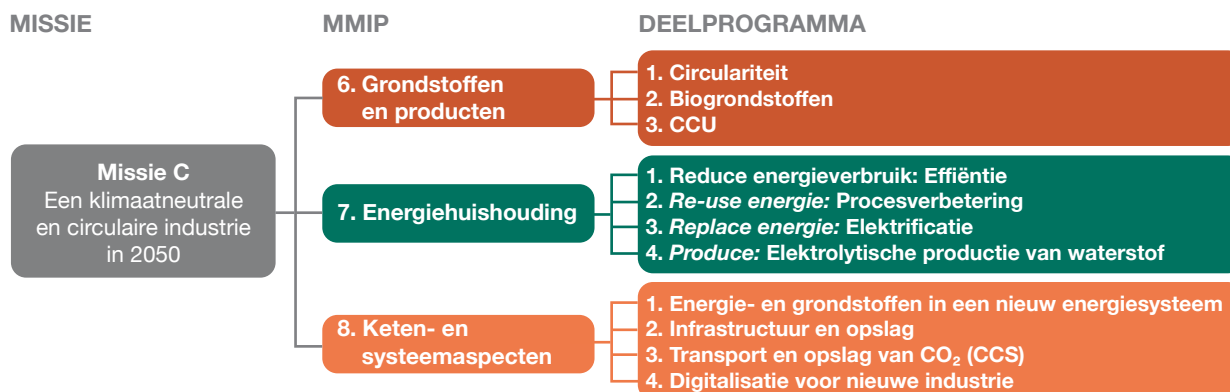 MISSIE
MMIP
DEELPROGRAMMA
Missie C
Een klimaatneutrale
en circulaire industrie
in 2050
6. Grondstoffen
en producten
1. Circulariteit
2. Biogrondstoffen
3. CCU
7. Energiehuishouding
1. Reduce energieverbruik: Effiëntie
2. Re-use energie: Procesverbetering
3. Replace energie: Elektrificatie
4. Produce: Elektrolytische productie van waterstof
8. Keten- en
systeemaspecten
1. Energie- en grondstoffen in een nieuw energiesysteem
2. Infrastructuur en opslag
3. Transport en opslag van CO₂ (CCS)
4. Digitalisatie voor nieuwe industrie